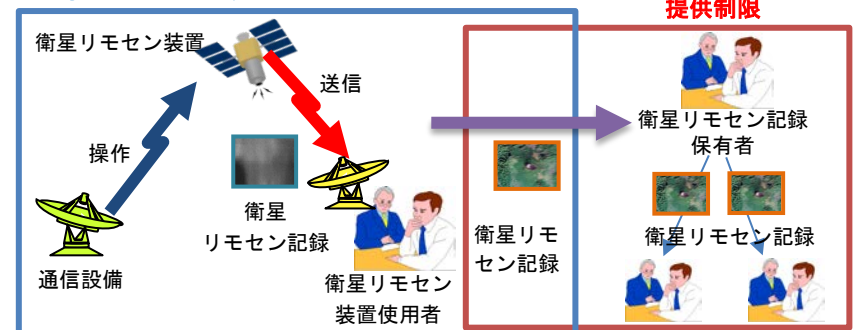 提供制限
衛星リモセン装置
送信
操作
衛星
リモセン記録
通信設備
衛星リモセン
装置使用者
衛星リモ
セン記録
衛星リモセン記録
保有者
衛星リモセン記録